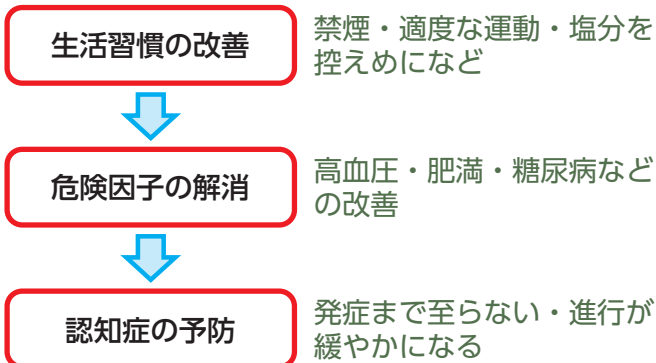 生活習慣の改善
禁煙・適度な運動・塩分を
控えめになど
危険因子の解消
高血圧・肥満・糖尿病など
の改善
認知症の予防
発症まで至らない・進行が
緩やかになる